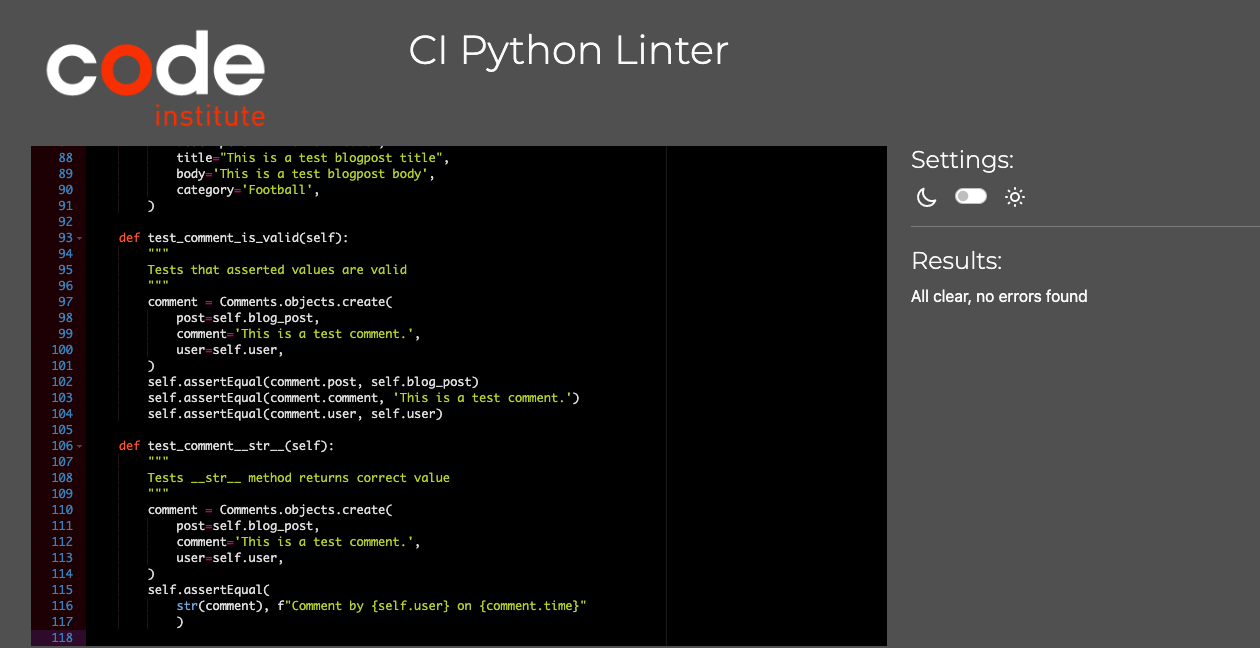 code
institute
CI Python Linter
88 title="This is a test blogpost title",
89 body='This is a test blogpost body',
90 category='Football',
91 )
92
93 def test_comment_is_valid(self):
94 """
95 Tests that asserted values are valid
96 """
97 comment = Comments.objects.create(
98 post=self.blog_post,
99 comment='This is a test comment.',
100 user=self.user,
101 )
102 self.assertEqual(comment.post, self.blog_post)
103 self.assertEqual(comment.comment, 'This is a test comment.')
104 self.assertEqual(comment.user, self.user)
105
106 def test_comment__str__(self):
107 """
108 Tests __str__ method returns correct value
109 """
110 comment = Comments.objects.create(
111 post=self.blog_post,
112 comment='This is a test comment.',
113 user=self.user,
114 )
115 self.assertEqual(
116 str(comment), f"Comment by {self.user} on {comment.time}"
117 )
118
Settings:
Results:
All clear, no errors found